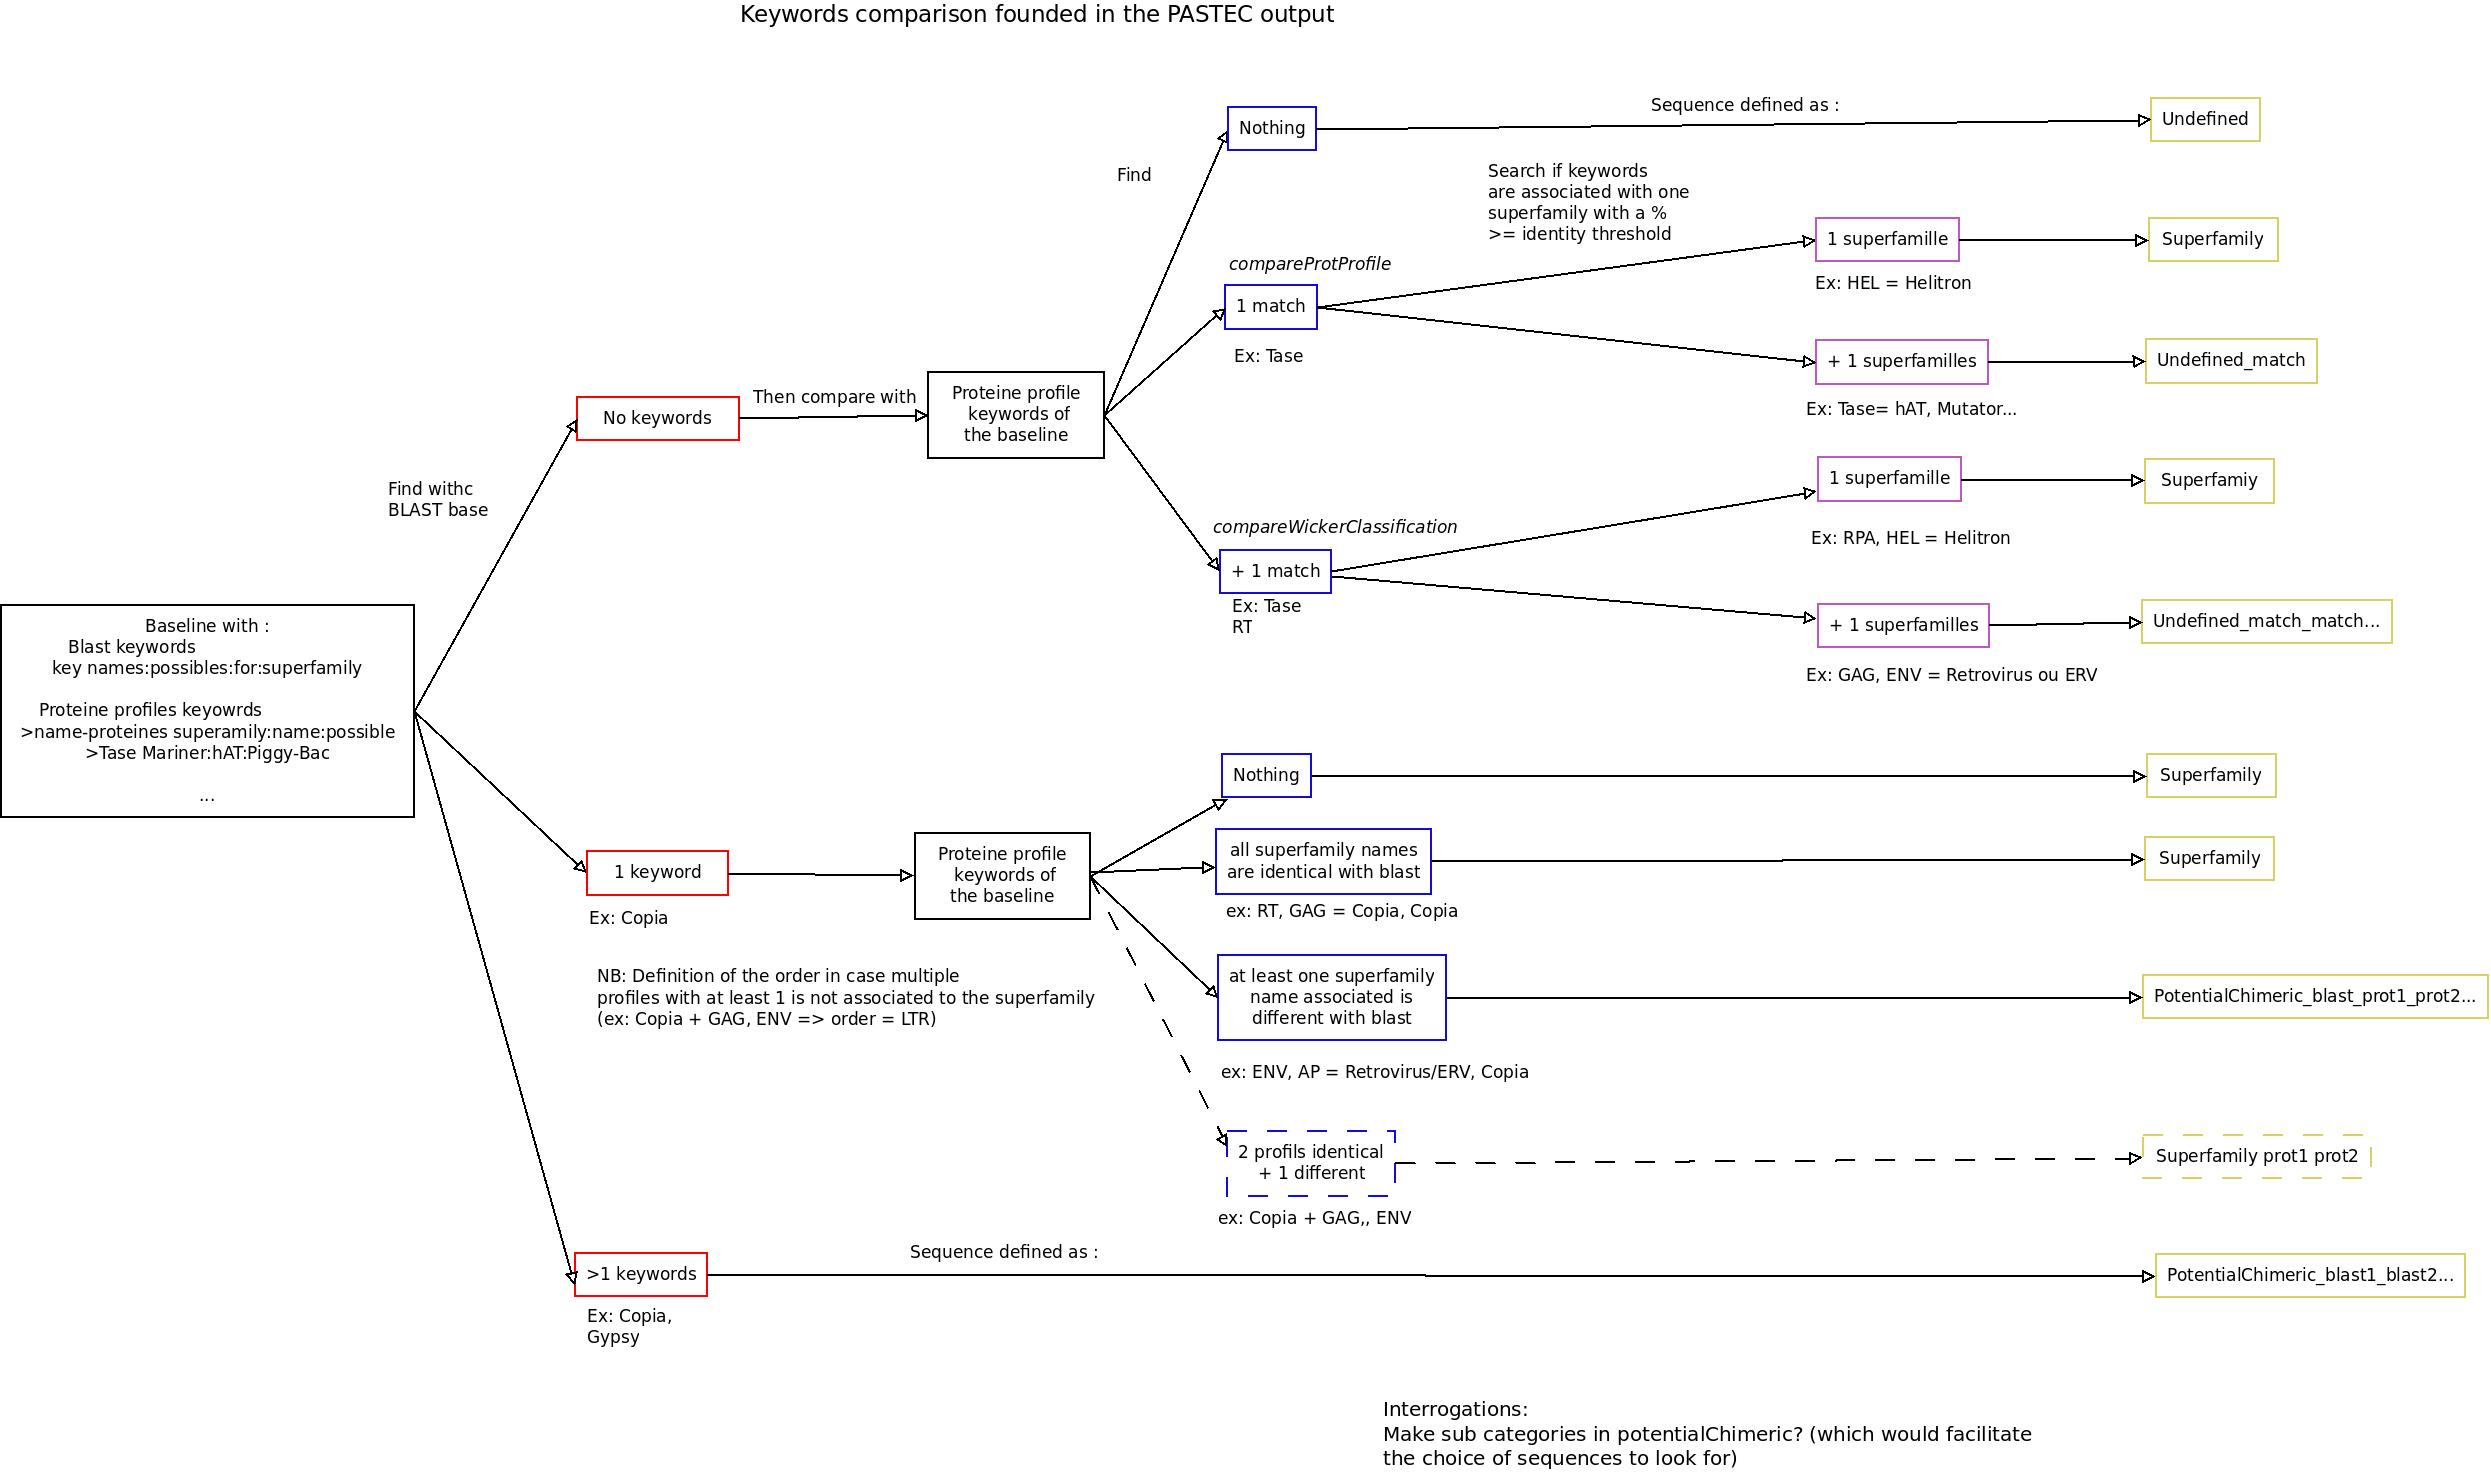 Keywords comparison founded in the PASTEC output
Nothing
Sequence defined as :
Undefined
Find
Search if keywords
are associated with one
superfamily with a %
>= identity threshold
compareProtProfile
1 match
Ex: Tase
1 superfamille
Superfamily
Ex: HEL = Helitron
+ 1 superfamilles
Undefined_match
Ex: Tase= hAT, Mutator...
No keywords
Then compare with
Proteine profile
keywords of
the baseline
Find withc
BLAST base
compareWickerClassification
+ 1 match
Ex: Tase
RT
1 superfamille
Superfamiy
Ex: RPA, HEL = Helitron
+ 1 superfamilles
Undefined_match_match...
Ex: GAG, ENV = Retrovirus ou ERV
Baseline with :
Blast keywords
key names:possibles:for:superfamily
Proteine profiles keyowrds
>name-proteines superamily:name:possible
>Tase Mariner:hAT:Piggy-Bac
...
1 keyword
Ex: Copia
Proteine profile
keywords of
the baseline
Nothing
Superfamily
all superfamily names
are identical with blast
Superfamily
ex: RT, GAG = Copia, Copia
NB: Definition of the order in case multiple
profiles with at least 1 is not associated to the superfamily
(ex: Copia + GAG, ENV => order = LTR)
at least one superfamily
name associated is
different with blast
PotentialChimeric_blast_prot1_prot2...
ex: ENV, AP = Retrovirus/ERV, Copia
2 profils identical
+ 1 different
Superfamily prot1 prot2
ex: Copia + GAG,, ENV
>1 keywords
Sequence defined as :
PotentialChimeric_blast1_blast2...
Ex: Copia,
Gypsy
Interrogations:
Make sub categories in potentialChimeric? (which would facilitate
the choice of sequences to look for)